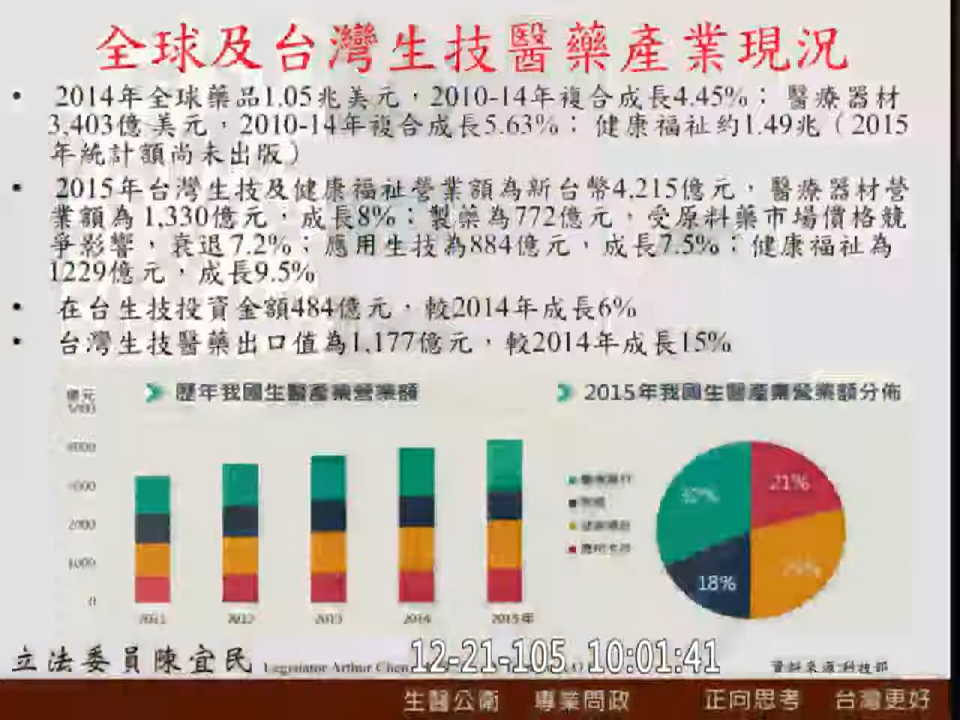 全球及台灣生技醫藥產業現況
• 2014年全球藥品1.05兆美元，2010-14年複合成長4.45%；醫療器材
3,403億美元，2010-14年複合成長5.63%；健康福祉約1.49兆（2015
年統計額尚未出版）
• 2015年台灣生技及健康福祉營業額為新台幣4,215億元，醫療器材營
業額為1,330億元，成長8%；製藥為772億元，受原料藥市場價格競
爭影響，衰退7.2%；應用生技為884億元，成長7.5%；健康福祉為
1229億元，成長9.5%
• 在台生技投資金額484億元，較2014年成長6%
• 台灣生技醫藥出口值為1,177億元，較2014年成長15%
歷年我國生醫產業營業額
2015年我國生醫產業營業額分佈
億元
2000
1000
0
2011
2012
2013
2014
2015年
21%
18%
立法委員陳宜民 Legislator Arthur Chen
12-21-105 10:01:41
資料來源:科技部
生醫公衛 專業問政 正向思考 台灣更好